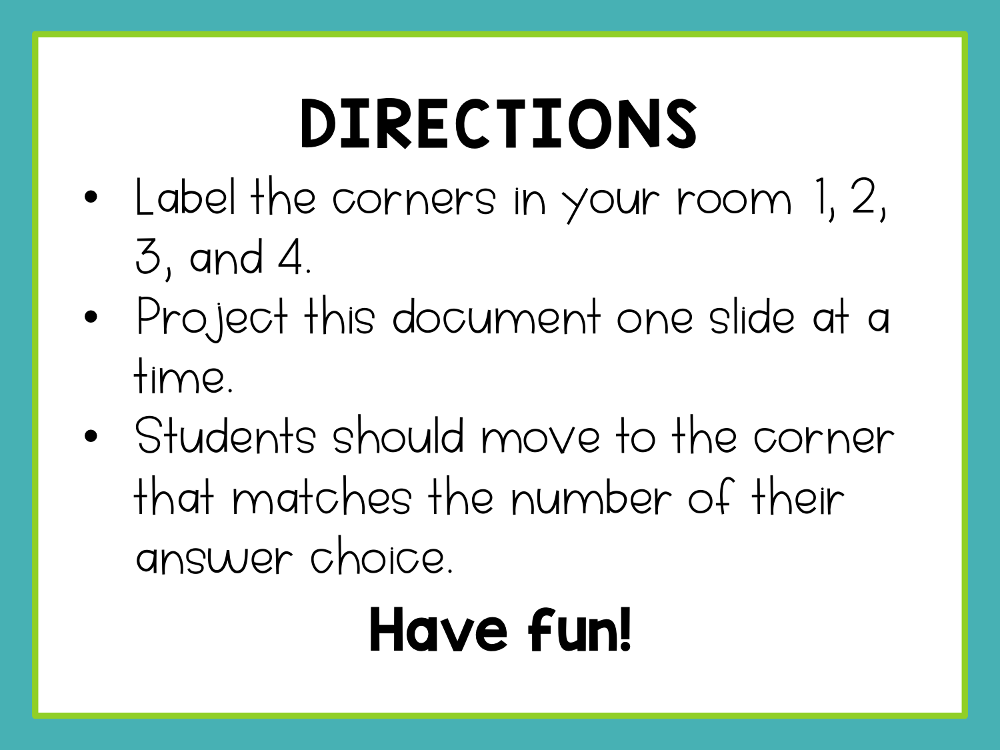 DIRECTIONS
• Label the corners in your room 1, 2,
3, and 4.
• Project this document one slide at a
time.
• Students should move to the corner
that matches the number of their
answer choice.
Have fun!